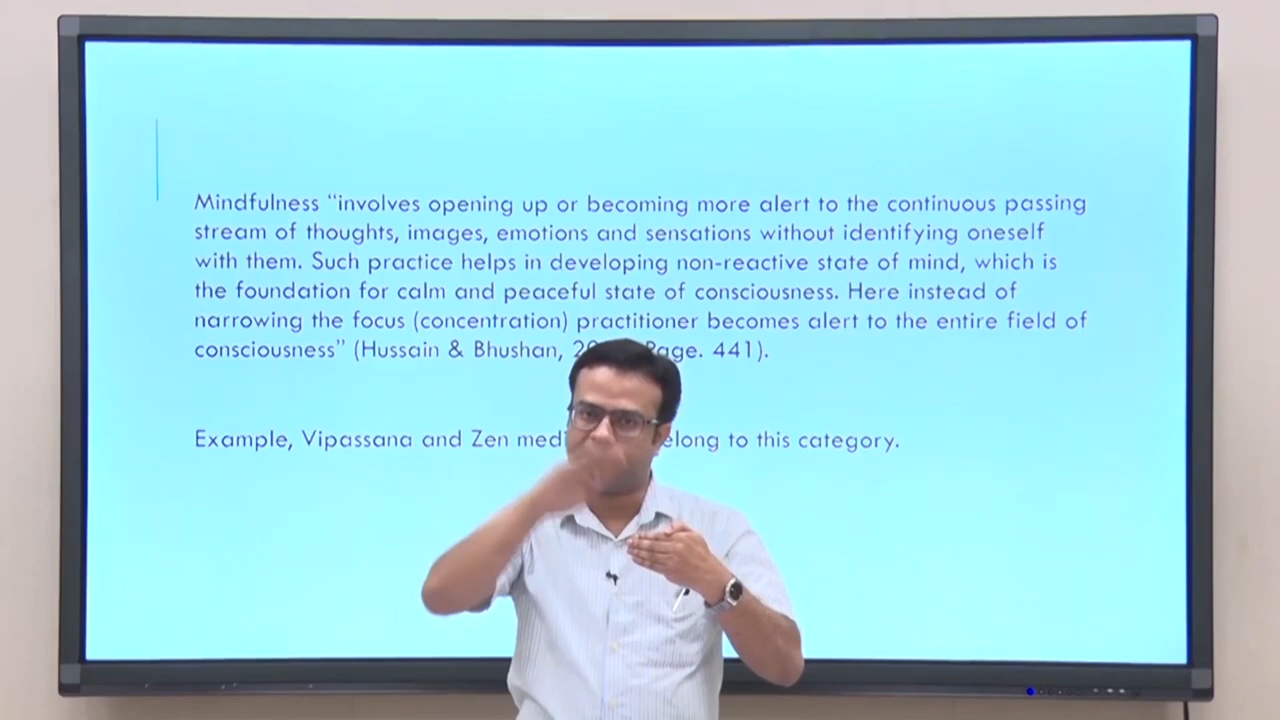 Mindfulness “involves opening up or becoming more alert to the continuous passing
stream of thoughts, images, emotions and sensations without identifying oneself
with them. Such practice helps in developing non-reactive state of mind, which is
the foundation for calm and peaceful state of consciousness. Here instead of
narrowing the focus (concentration) practitioner becomes alert to the entire field of
consciousness” (Hussain & Bhushan, Page. 441).
Example, Vipassana and Zen belong to this category.